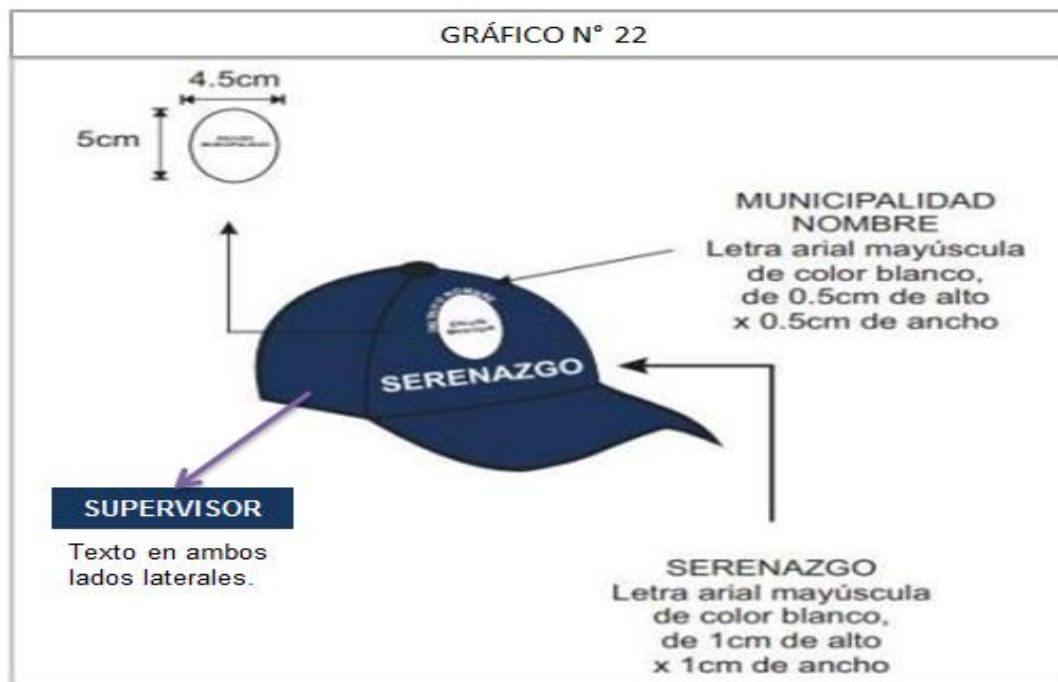 GRÁFICO N° 22
4.5cm
5cm
MUNICIPALIDAD
NOMBRE
Letra arial mayúscula
de color blanco,
de 0.5cm de alto
x 0.5cm de ancho
NOMBRE
SERENAZGO
SUPERVISOR
Texto en ambos
lados laterales.
SERENAZGO
Letra arial mayúscula
de color blanco,
de 1cm de alto
x 1cm de ancho